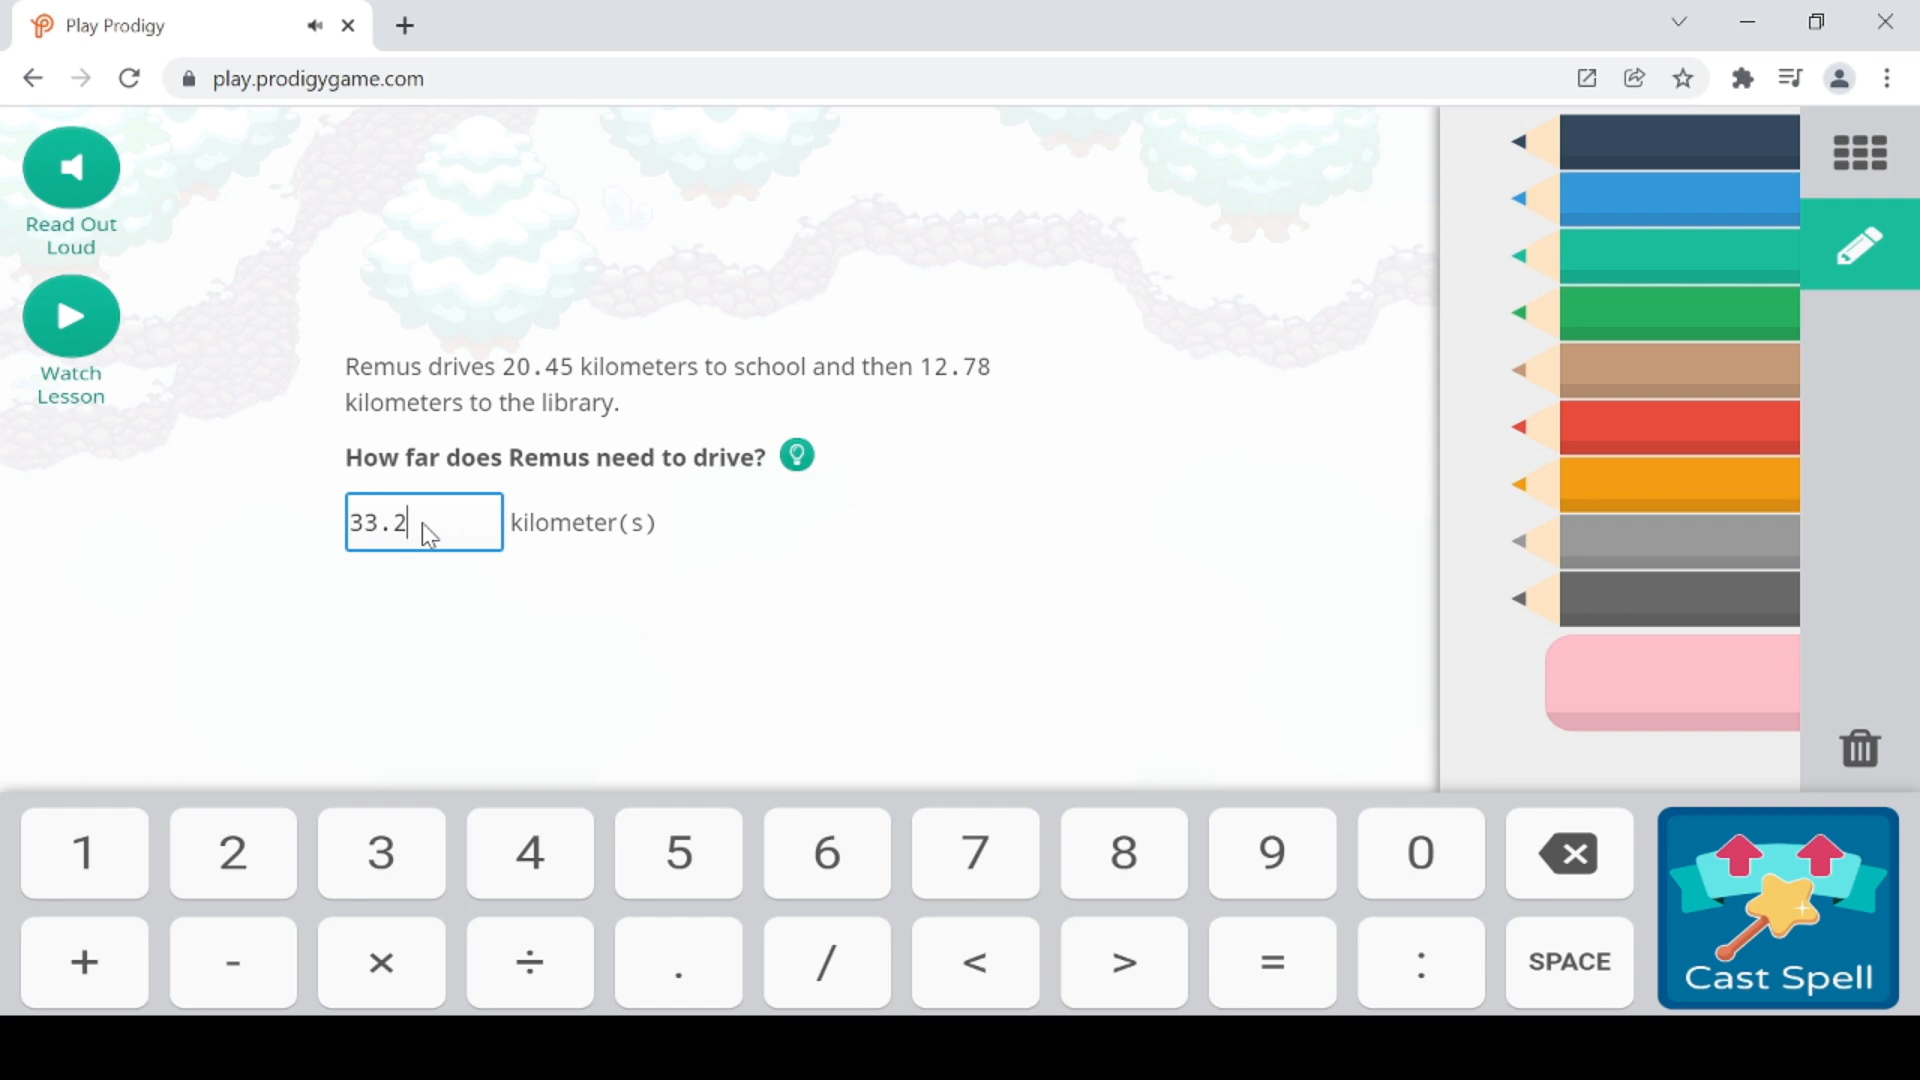 Play Prodigy
play.prodigygame.com
Read Out
Loud
Watch
Lesson
Remus drives 20.45 kilometers to school and then 12.78
kilometers to the library.
How far does Remus need to drive?
33.2 kilometer(s)
1 2 3 4 5 6 7 8 9 0
+ - × ÷ . / < > = : SPACE
Cast Spell